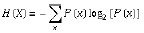 H(X) = −∑ₓ P(x) log₂ [P(x)]